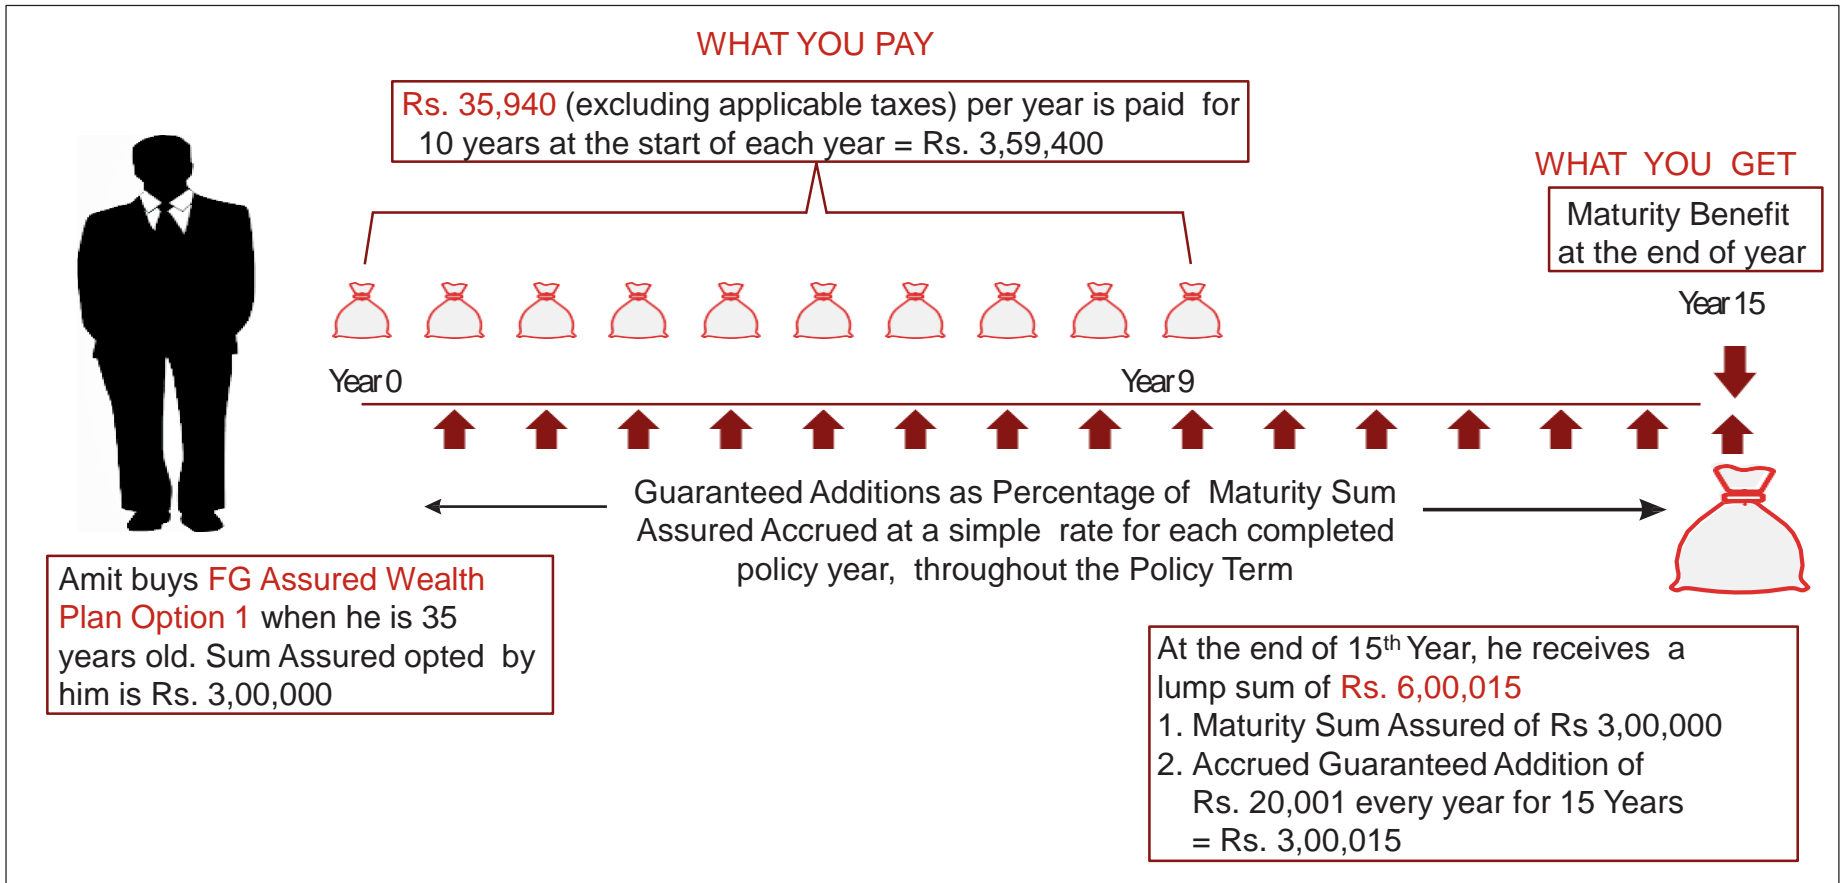 WHAT YOU PAY
Rs. 35,940 (excluding applicable taxes) per year is paid for
10 years at the start of each year = Rs. 3,59,400
WHAT YOU GET
Maturity Benefit
at the end of year
Year 15
Year 0
Year 9
Guaranteed Additions as Percentage of Maturity Sum
Assured Accrued at a simple rate for each completed
policy year, throughout the Policy Term
Amit buys FG Assured Wealth
Plan Option 1 when he is 35
years old. Sum Assured opted by
him is Rs. 3,00,000
At the end of 15th Year, he receives a
lump sum of Rs. 6,00,015
1. Maturity Sum Assured of Rs 3,00,000
2. Accrued Guaranteed Addition of
Rs. 20,001 every year for 15 Years
= Rs. 3,00,015